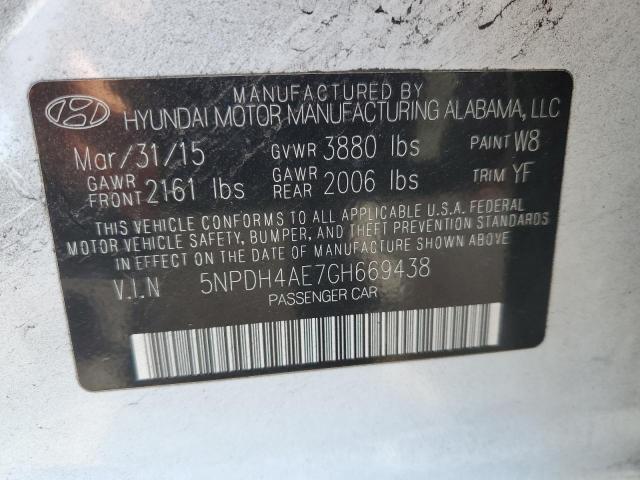 MANUFACTURED BY
HYUNDAI MOTOR MANUFACTURING ALABAMA, LLC
Mar/31/15 GVWR 3880 lbs PAINT W8
GAWR FRONT 2161 lbs GAWR REAR 2006 lbs TRIM YF
THIS VEHICLE CONFORMS TO ALL APPLICABLE U.S.A. FEDERAL
MOTOR VEHICLE SAFETY, BUMPER, AND THEFT PREVENTION STANDARDS
IN EFFECT ON THE DATE OF MANUFACTURE SHOWN ABOVE
V.I.N 5NPDH4AE7GH669438
PASSENGER CAR